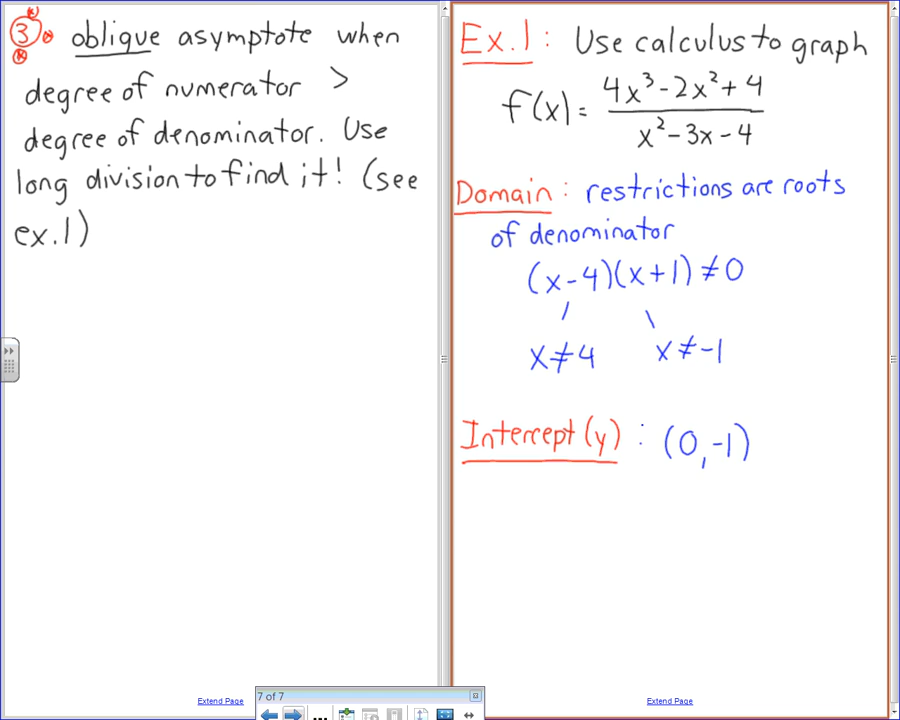 3 oblique asymptote when
degree of numerator >
degree of denominator. Use
long division to find it! (see
ex.1)
Extend Page
Ex.1: Use calculus to graph
f(x) = (4x³ - 2x² + 4) / (x² - 3x - 4)
Domain: restrictions are roots
of denominator
(x-4)(x+1) ≠ 0
x ≠ 4 x ≠ -1
Intercept (y) : (0, -1)
Extend Page
7 of 7